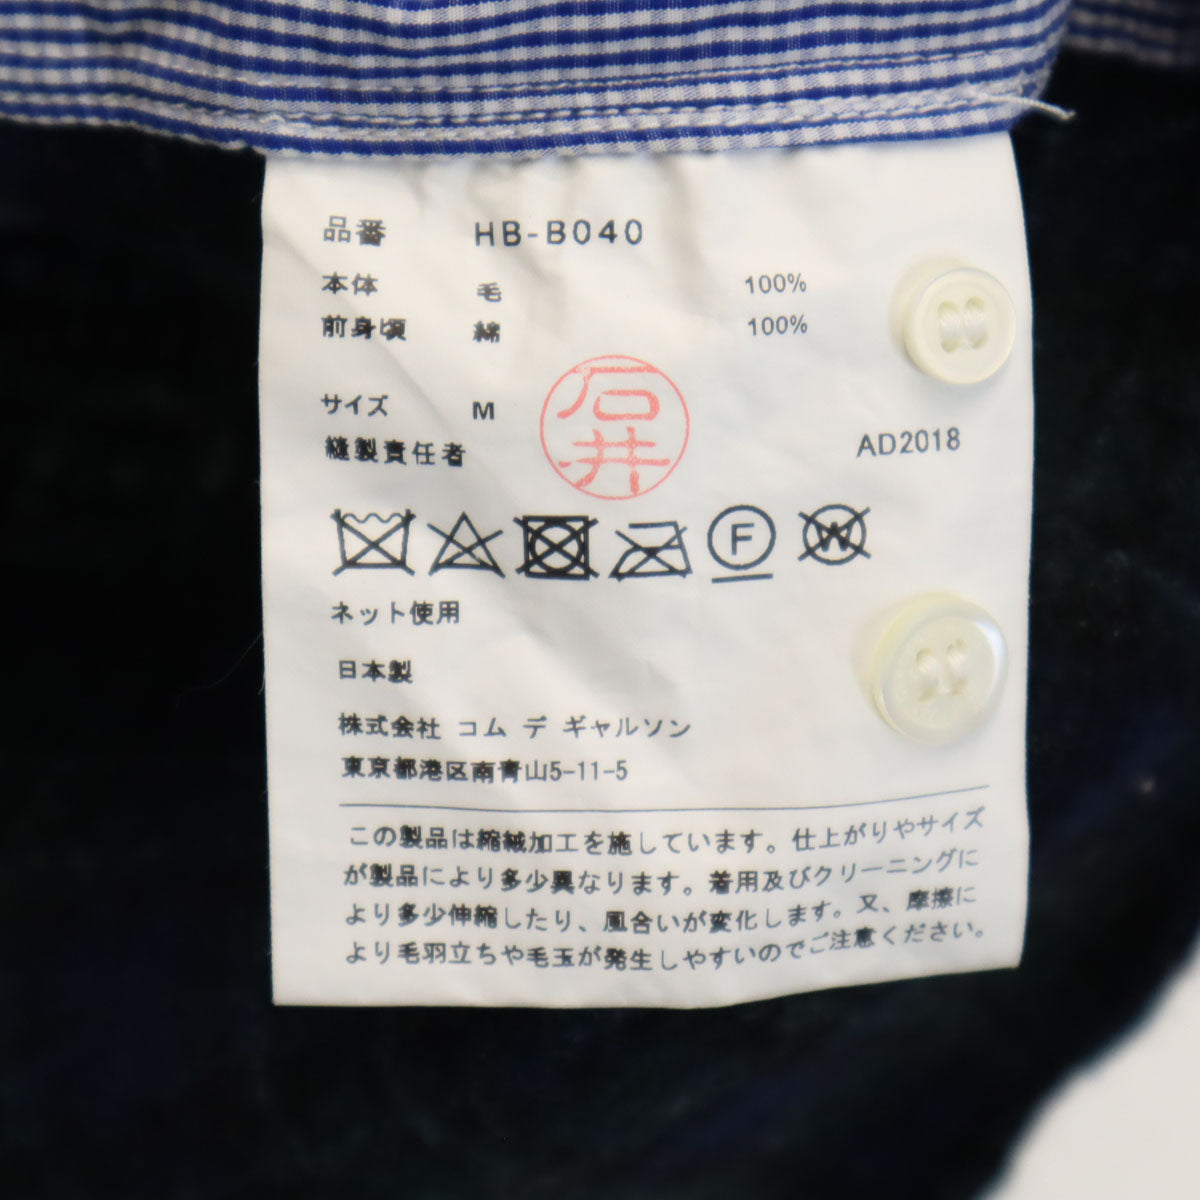 品番 HB-B040
本体 毛 100%
前身頃 綿 100%
サイズ M
縫製責任者 石井
AD2018
F W
ネット使用
日本製
株式会社 コム デ ギャルソン
東京都港区南青山5-11-5
この製品は縮絨加工を施しています。仕上がりやサイズ
が製品により多少異なります。着用及びクリーニングに
より多少伸縮したり、風合いが変化します。又、摩擦に
より毛羽立ちや毛玉が発生しやすいのでご注意ください。